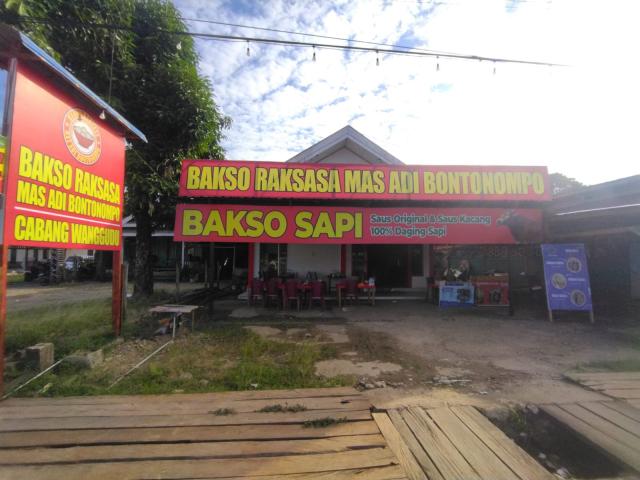 BAKSO RAKSASA
MAS ADI BONTONOMPO
CABANG WANGGUDU
BAKSO RAKSASA MAS ADI BONTONOMPO
BAKSO SAPI
Saus Original & Saus Kacang
100% Daging Sapi